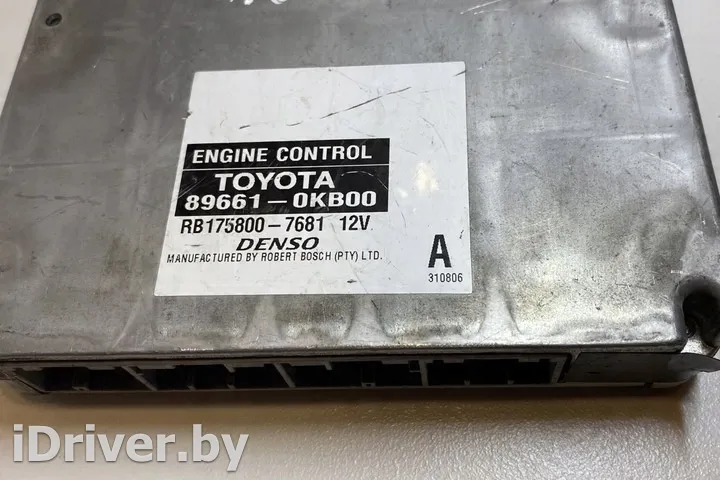 ENGINE CONTROL
TOYOTA
89661-0KB00
RB175800-7681 12V
DENSO
MANUFACTURED BY ROBERT BOSCH (PTY) LTD.
A
310806
iDriver.by